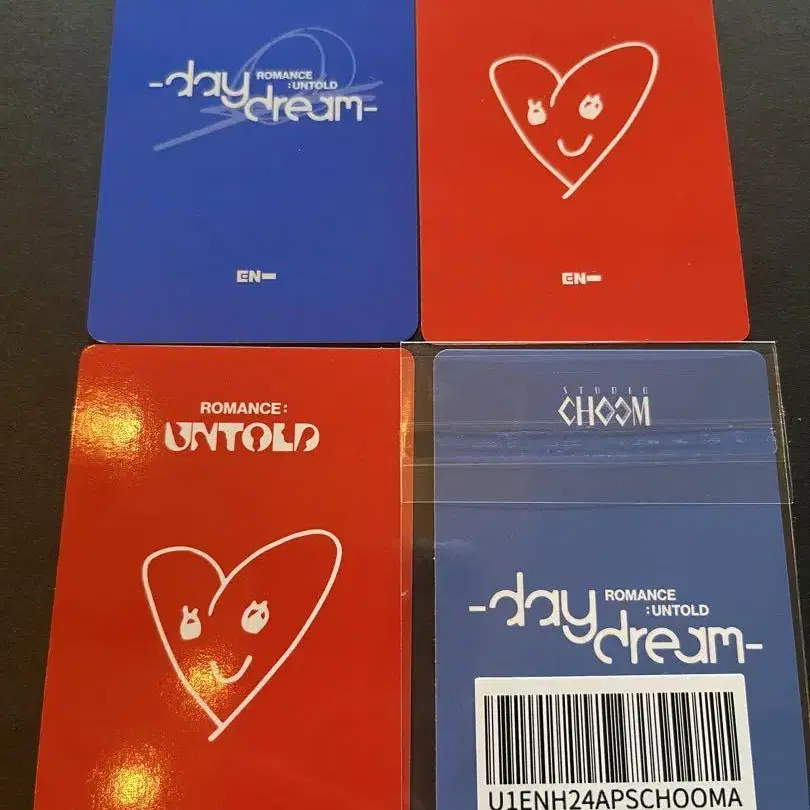 -day dream-
ROMANCE
:UNTOLD
EN-
EN-
ROMANCE:
UNTOLD
STUDIO
CHOOM
-day dream-
ROMANCE
:UNTOLD
U1ENH24APSCHOOMA